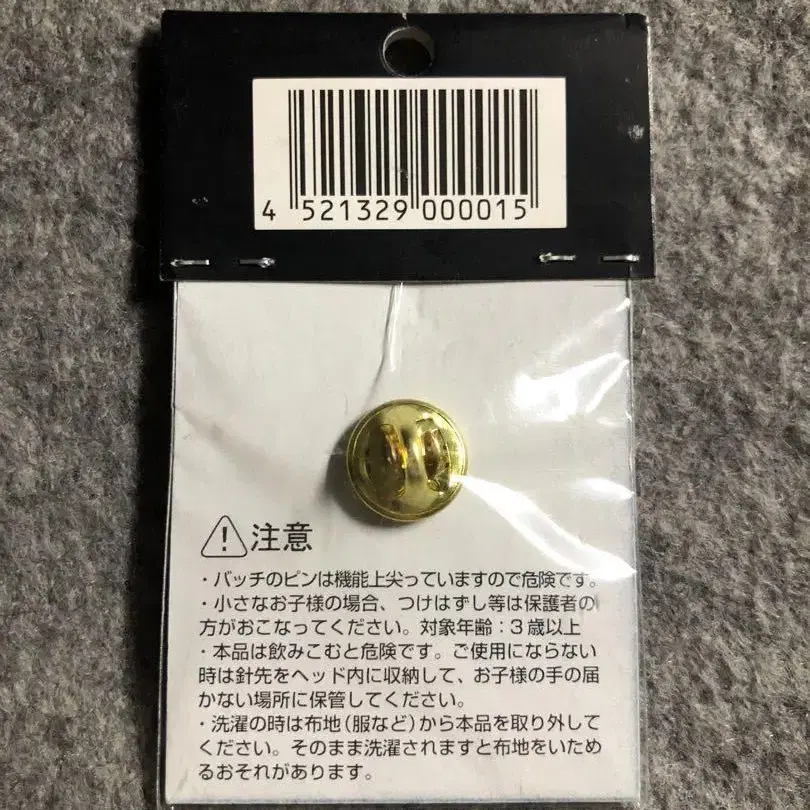 4 521329 000015
注意
・バッチのピンは機能上尖っていますので危険です。
・小さなお子様の場合、つけはずし等は保護者の
方がおこなってください。対象年齢：3歳以上
・本品は飲みこむと危険です。ご使用にならない
時は針先をヘッド内に収納して、お子様の手の届
かない場所に保管してください。
・洗濯の時は布地（服など）から本品を取り外して
ください。そのまま洗濯されますと布地をいため
るおそれがあります。